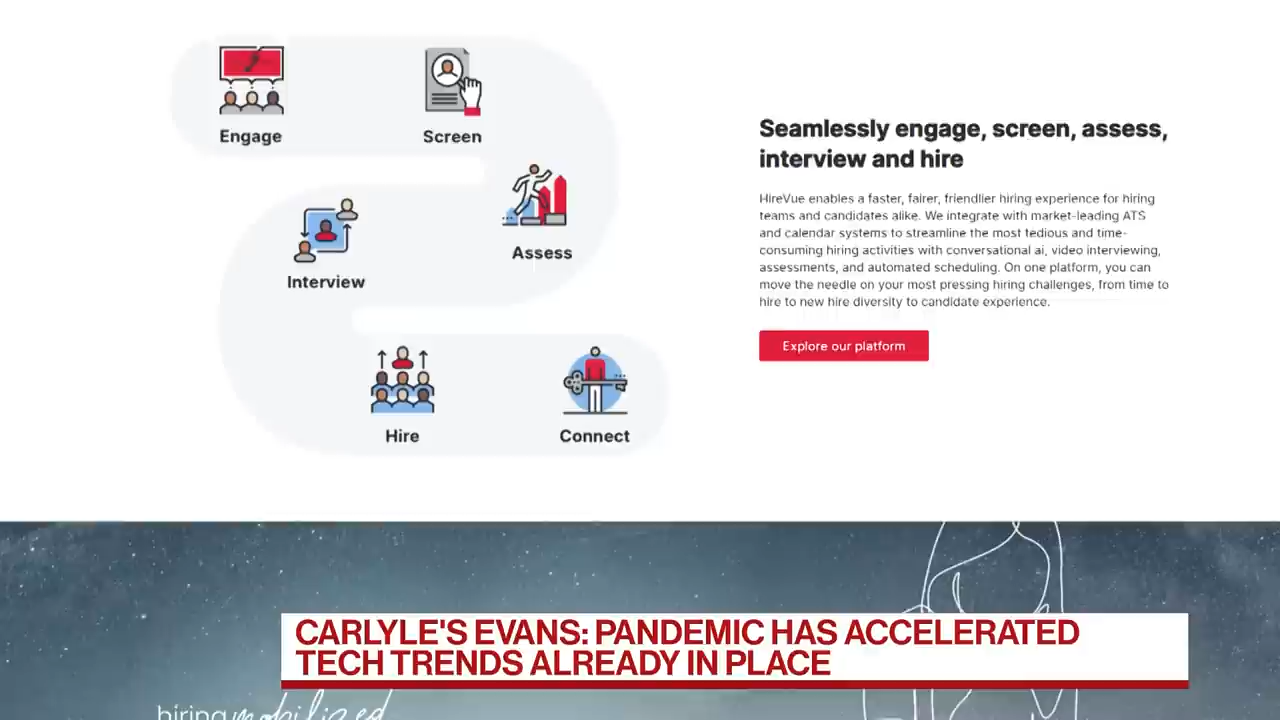 Engage
Screen
Assess
Interview
Hire
Connect
Seamlessly engage, screen, assess,
interview and hire
HireVue enables a faster, fairer, friendlier hiring experience for hiring
teams and candidates alike. We integrate with market-leading ATS
and calendar systems to streamline the most tedious and time-
consuming hiring activities with conversational ai, video interviewing,
assessments, and automated scheduling. On one platform, you can
move the needle on your most pressing hiring challenges, from time to
hire to new hire diversity to candidate experience.
Explore our platform
CARLYLE'S EVANS: PANDEMIC HAS ACCELERATED
TECH TRENDS ALREADY IN PLACE
hiring mobilized